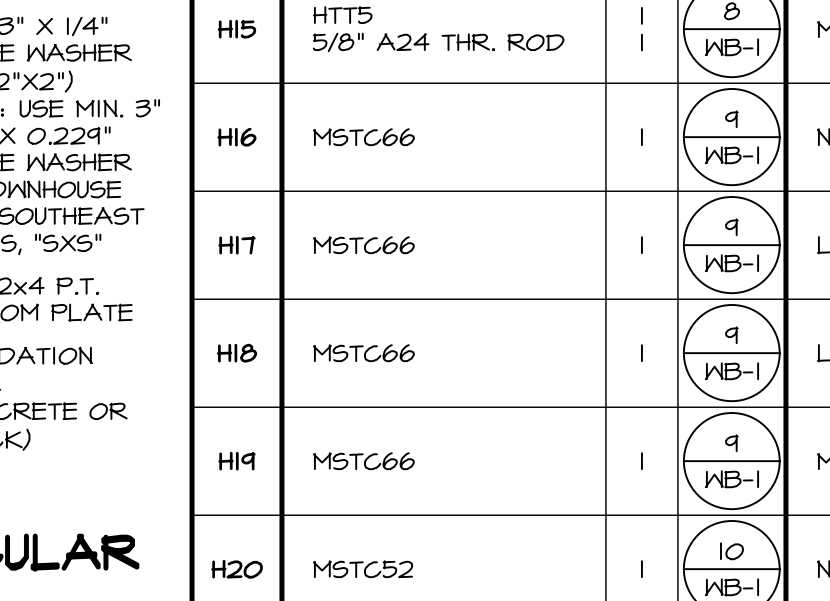 3" X 1/4"
E WASHER
2"X2")
: USE MIN. 3"
X 0.229"
E WASHER
OWNHOUSE
SOUTHEAST
S, "SXS"
2x4 P.T.
OM PLATE
DATION
CRETE OR
CK)
ULAR
H15 HTT5 1 8
5/8" A24 THR. ROD 1 WB-1
H16 MSTC66 1 9
WB-1
H17 MSTC66 1 9
WB-1
H18 MSTC66 1 9
WB-1
H19 MSTC66 1 9
WB-1
H20 MSTC52 1 10
WB-1